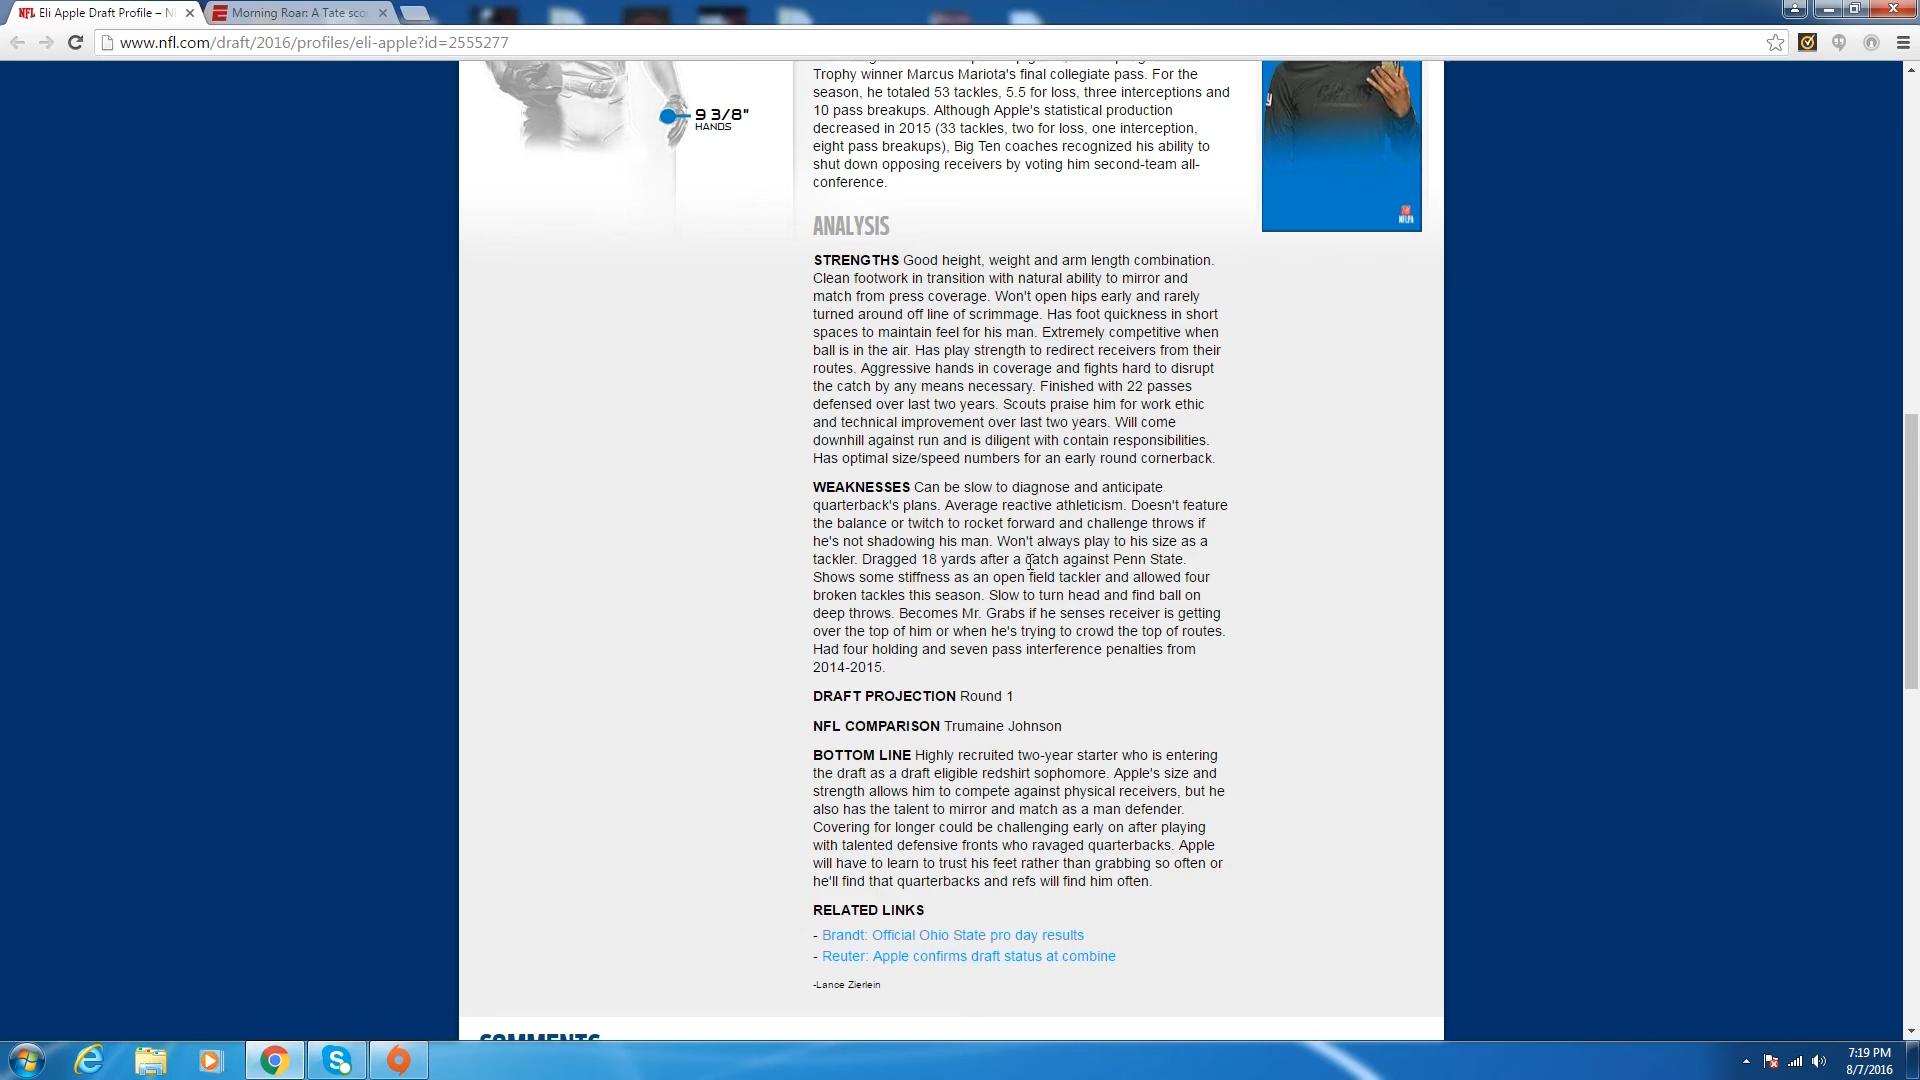 NFL Eli Apple Draft Profile – N
Morning Roar: A Tate sco
www.nfl.com/draft/2016/profiles/eli-apple?id=2555277
9 3/8"
HANDS
Trophy winner Marcus Mariota's final collegiate pass. For the
season, he totaled 53 tackles, 5.5 for loss, three interceptions and
10 pass breakups. Although Apple's statistical production
decreased in 2015 (33 tackles, two for loss, one interception,
eight pass breakups), Big Ten coaches recognized his ability to
shut down opposing receivers by voting him second-team all-
conference.
NFLPA
ANALYSIS
STRENGTHS Good height, weight and arm length combination.
Clean footwork in transition with natural ability to mirror and
match from press coverage. Won't open hips early and rarely
turned around off line of scrimmage. Has foot quickness in short
spaces to maintain feel for his man. Extremely competitive when
ball is in the air. Has play strength to redirect receivers from their
routes. Aggressive hands in coverage and fights hard to disrupt
the catch by any means necessary. Finished with 22 passes
defensed over last two years. Scouts praise him for work ethic
and technical improvement over last two years. Will come
downhill against run and is diligent with contain responsibilities.
Has optimal size/speed numbers for an early round cornerback.
WEAKNESSES Can be slow to diagnose and anticipate
quarterback's plans. Average reactive athleticism. Doesn't feature
the balance or twitch to rocket forward and challenge throws if
he's not shadowing his man. Won't always play to his size as a
tackler. Dragged 18 yards after a catch against Penn State.
Shows some stiffness as an open field tackler and allowed four
broken tackles this season. Slow to turn head and find ball on
deep throws. Becomes Mr. Grabs if he senses receiver is getting
over the top of him or when he's trying to crowd the top of routes.
Had four holding and seven pass interference penalties from
2014-2015.
DRAFT PROJECTION Round 1
NFL COMPARISON Trumaine Johnson
BOTTOM LINE Highly recruited two-year starter who is entering
the draft as a draft eligible redshirt sophomore. Apple's size and
strength allows him to compete against physical receivers, but he
also has the talent to mirror and match as a man defender.
Covering for longer could be challenging early on after playing
with talented defensive fronts who ravaged quarterbacks. Apple
will have to learn to trust his feet rather than grabbing so often or
he'll find that quarterbacks and refs will find him often.
RELATED LINKS
- Brandt: Official Ohio State pro day results
- Reuter: Apple confirms draft status at combine
-Lance Zierlein
COMMENTS
7:19 PM
8/7/2016